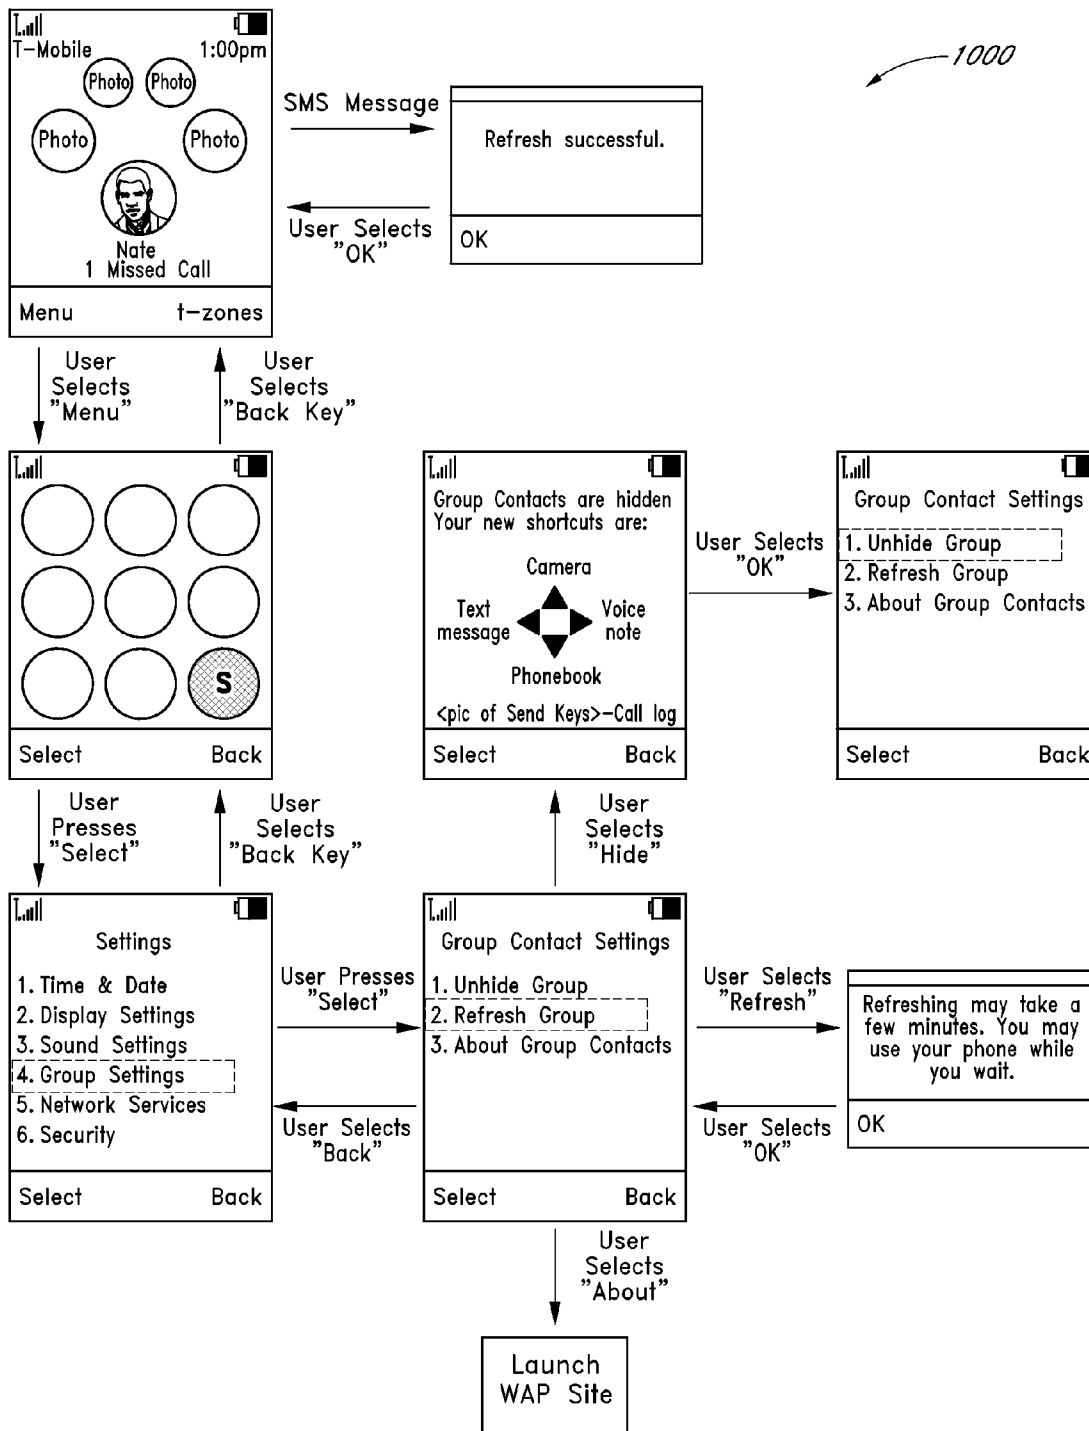 1000
T-Mobile 1:00pm
Photo Photo
Photo Photo
Nate
1 Missed Call
Menu t-zones
SMS Message
Refresh successful.
OK
User Selects
"OK"
User
Selects
"Menu"
User
Selects
"Back Key"
S
Select Back
Group Contacts are hidden
Your new shortcuts are:
Camera
Text
message
Voice
note
Phonebook
<pic of Send Keys>-Call log
Select Back
User Selects
"OK"
Group Contact Settings
1. Unhide Group
2. Refresh Group
3. About Group Contacts
Select Back
User
Presses
"Select"
User
Selects
"Back Key"
User
Selects
"Hide"
Settings
1. Time & Date
2. Display Settings
3. Sound Settings
4. Group Settings
5. Network Services
6. Security
Select Back
User Presses
"Select"
User Selects
"Back"
Group Contact Settings
1. Unhide Group
2. Refresh Group
3. About Group Contacts
Select Back
User Selects
"Refresh"
User Selects
"OK"
Refreshing may take a
few minutes. You may
use your phone while
you wait.
OK
User
Selects
"About"
Launch
WAP Site